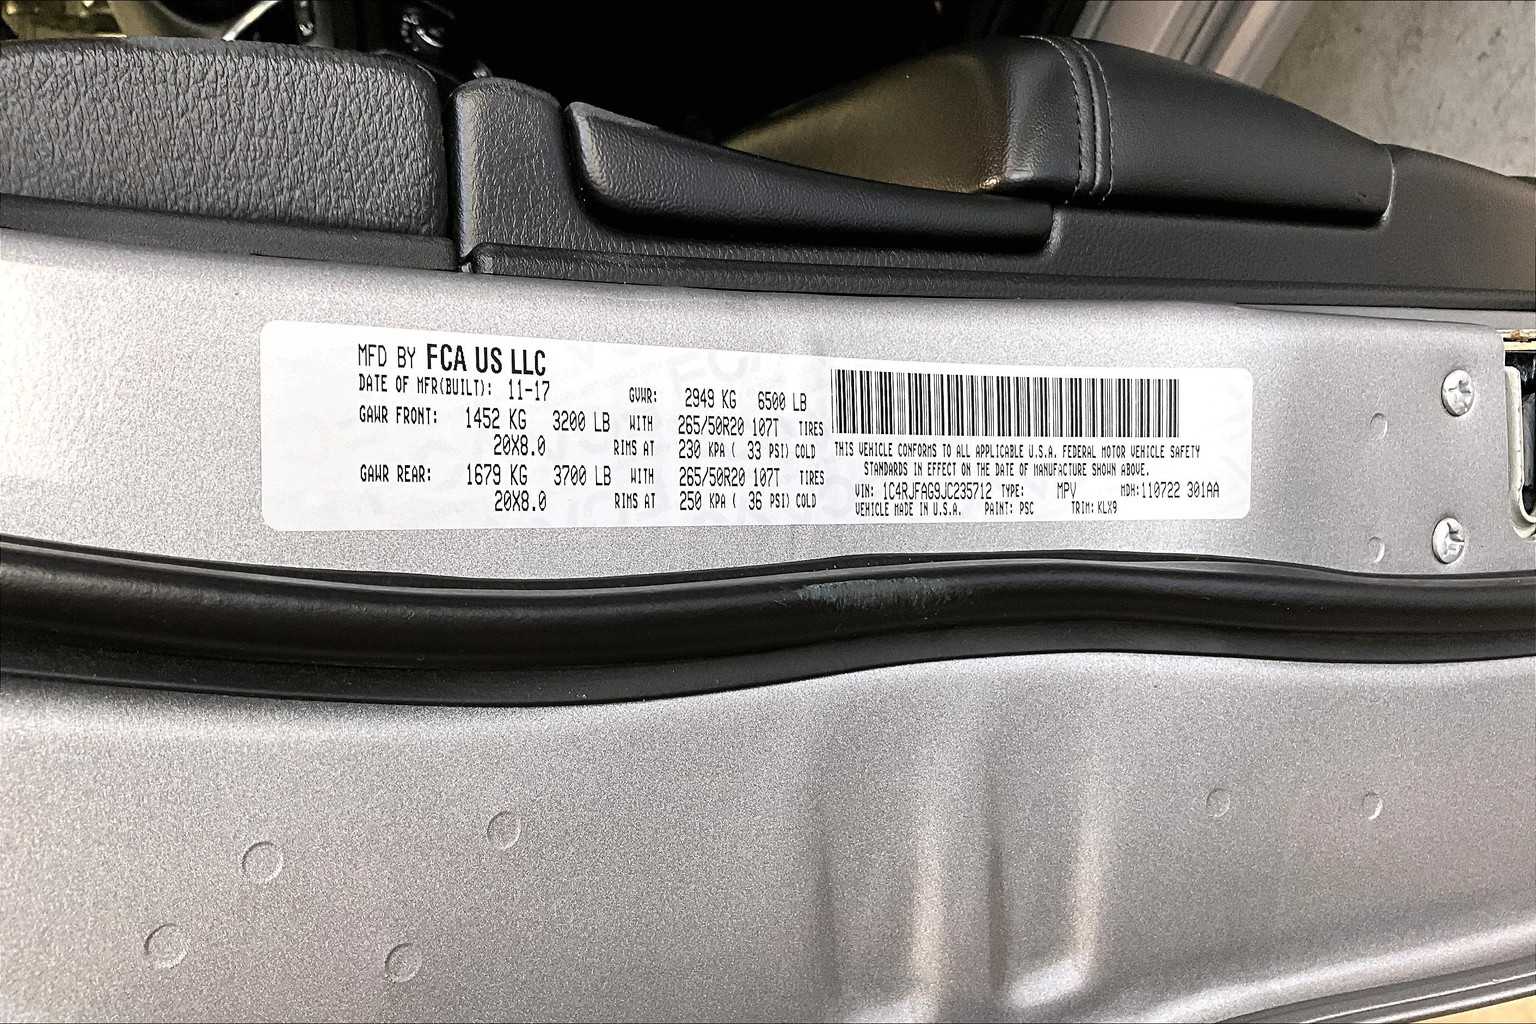 MFD BY FCA US LLC
DATE OF MFR(BUILT): 11-17 GVWR: 2949 KG 6500 LB
GAWR FRONT: 1452 KG 3200 LB WITH 265/50R20 107T TIRES
20X8.0 RIMS AT 230 KPA ( 33 PSI) COLD
GAWR REAR: 1679 KG 3700 LB WITH 265/50R20 107T TIRES
20X8.0 RIMS AT 250 KPA ( 36 PSI) COLD
THIS VEHICLE CONFORMS TO ALL APPLICABLE U.S.A. FEDERAL MOTOR VEHICLE SAFETY
STANDARDS IN EFFECT ON THE DATE OF MANUFACTURE SHOWN ABOVE.
VIN: 1C4RJFAG9JC235712 TYPE: MPV MDH: 110722 301AA
VEHICLE MADE IN U.S.A. PAINT: PSC TRIM: KLX9